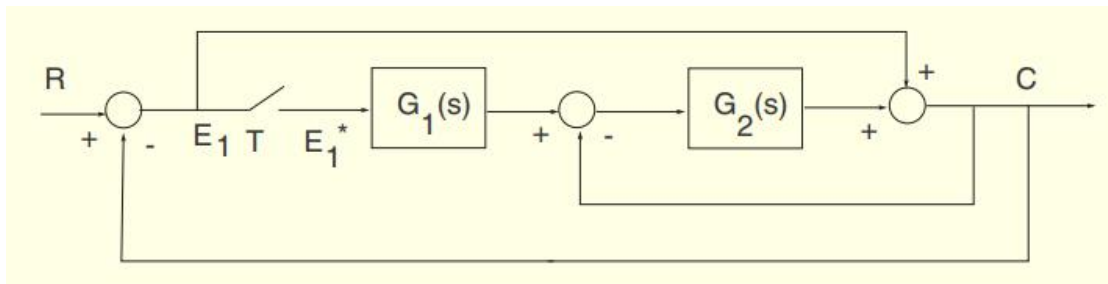 R
+
-
E1
T
E1*
G1(s)
+
-
G2(s)
+
+
C